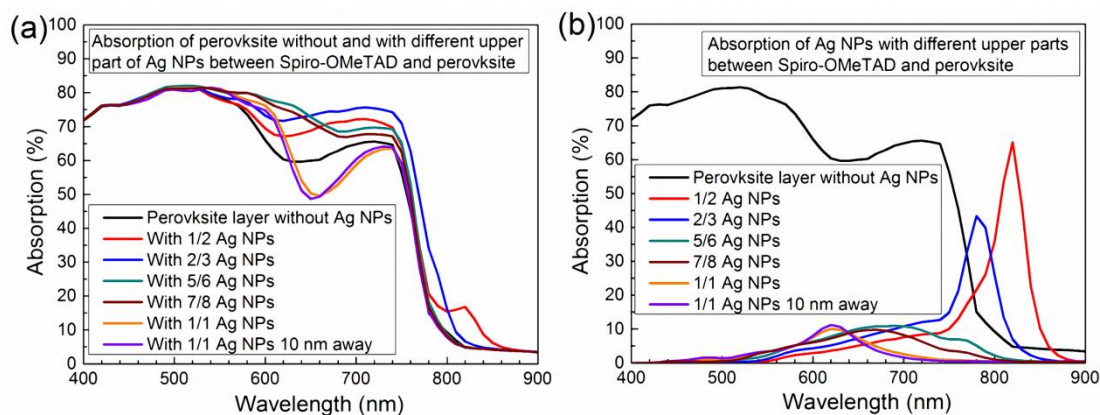 (a)
Absorption of perovksite without and with different upper
part of Ag NPs between Spiro-OMeTAD and perovksite
Absorption (%)
100
90
80
70
60
50
40
30
20
10
0
Perovksite layer without Ag NPs
With 1/2 Ag NPs
With 2/3 Ag NPs
With 5/6 Ag NPs
With 7/8 Ag NPs
With 1/1 Ag NPs
With 1/1 Ag NPs 10 nm away
400 500 600 700 800 900
Wavelength (nm)
(b)
Absorption of Ag NPs with different upper parts
between Spiro-OMeTAD and perovksite
Absorption (%)
100
90
80
70
60
50
40
30
20
10
0
Perovksite layer without Ag NPs
1/2 Ag NPs
2/3 Ag NPs
5/6 Ag NPs
7/8 Ag NPs
1/1 Ag NPs
1/1 Ag NPs 10 nm away
400 500 600 700 800 900
Wavelength (nm)